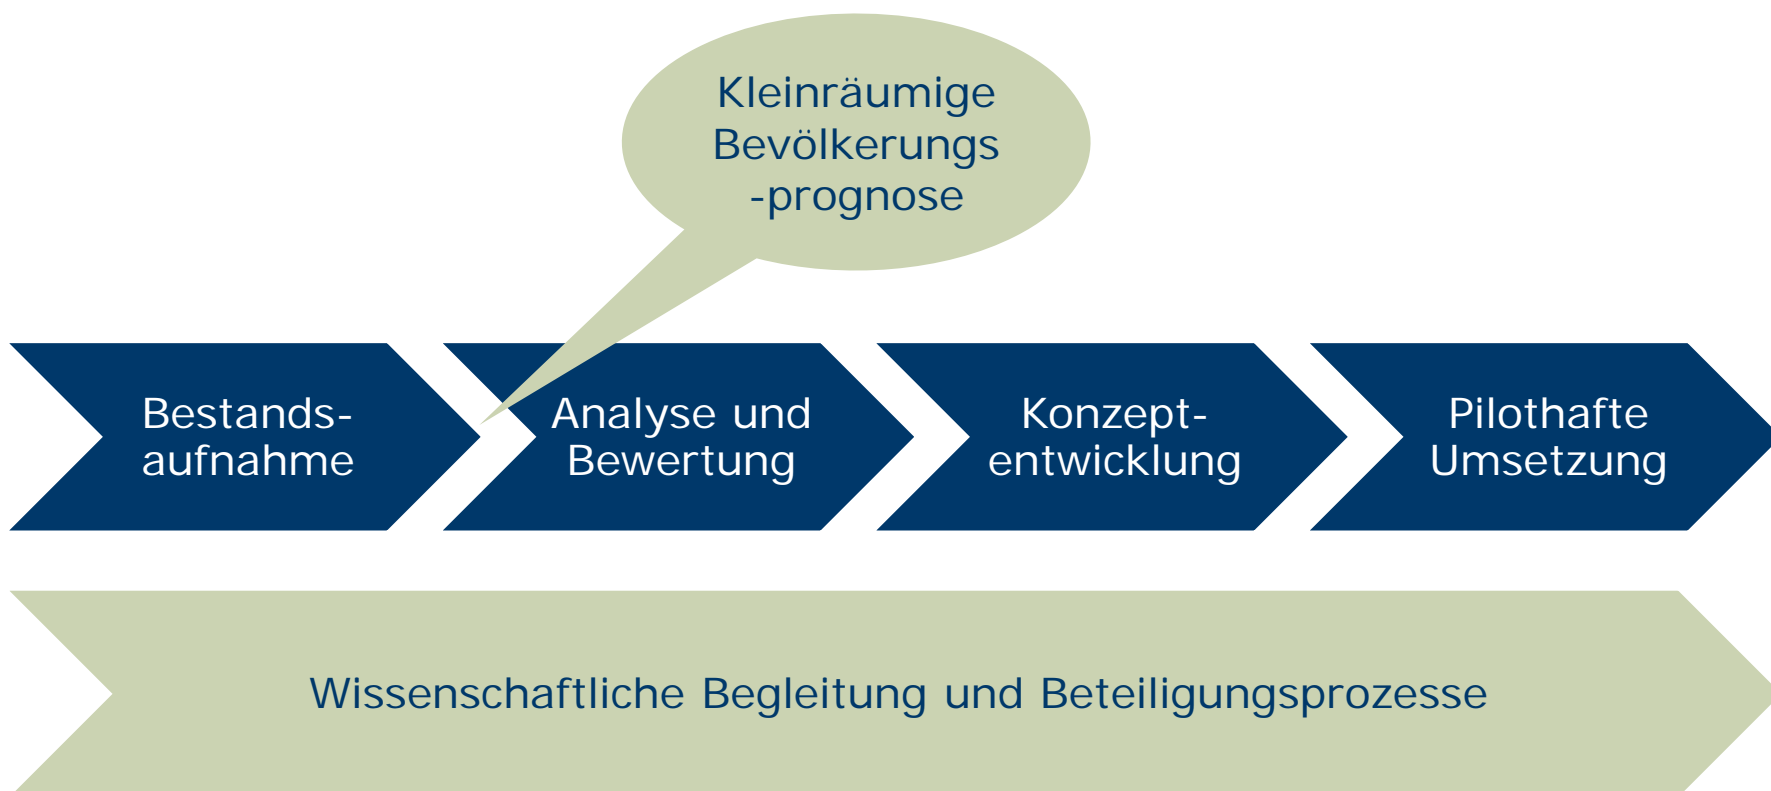 Kleinräumige
Bevölkerungs
-prognose
Bestands-
aufnahme
Analyse und
Bewertung
Konzept-
entwicklung
Pilothafte
Umsetzung
Wissenschaftliche Begleitung und Beteiligungsprozesse